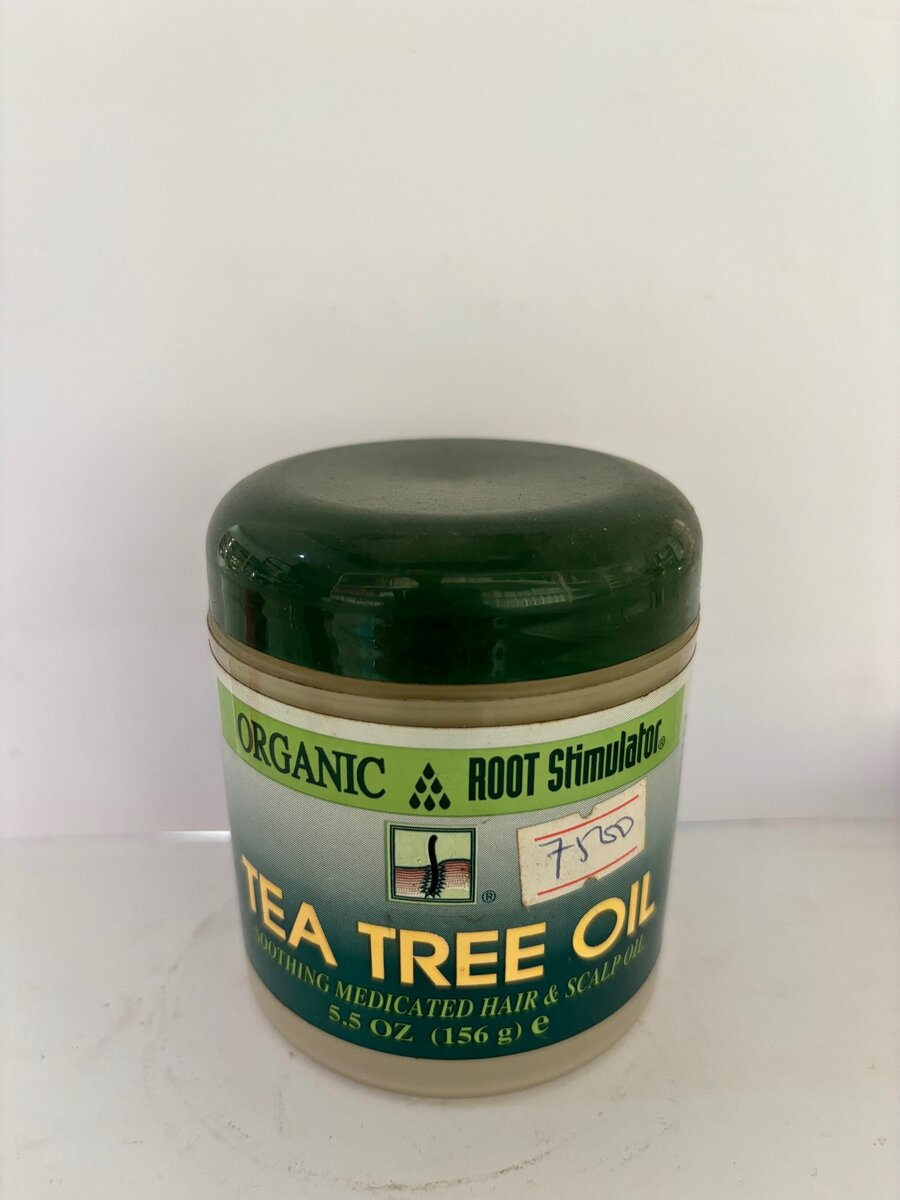 ORGANIC ROOT Stimulator®
7500
®
TEA TREE OIL
SOOTHING MEDICATED HAIR & SCALP OIL
5.5 OZ (156 g) e